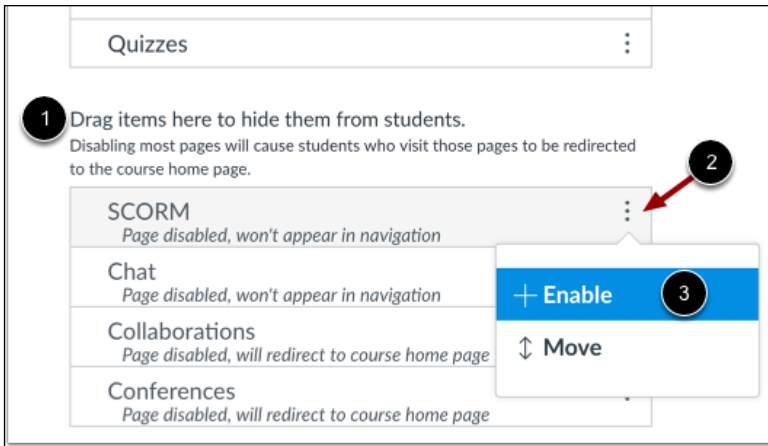 Quizzes
1
Drag items here to hide them from students.
Disabling most pages will cause students who visit those pages to be redirected
to the course home page.
2
SCORM
Page disabled, won't appear in navigation
Chat
Page disabled, won't appear in navigation
Enable
3
Collaborations
Page disabled, will redirect to course home page
Move
Conferences
Page disabled, will redirect to course home page